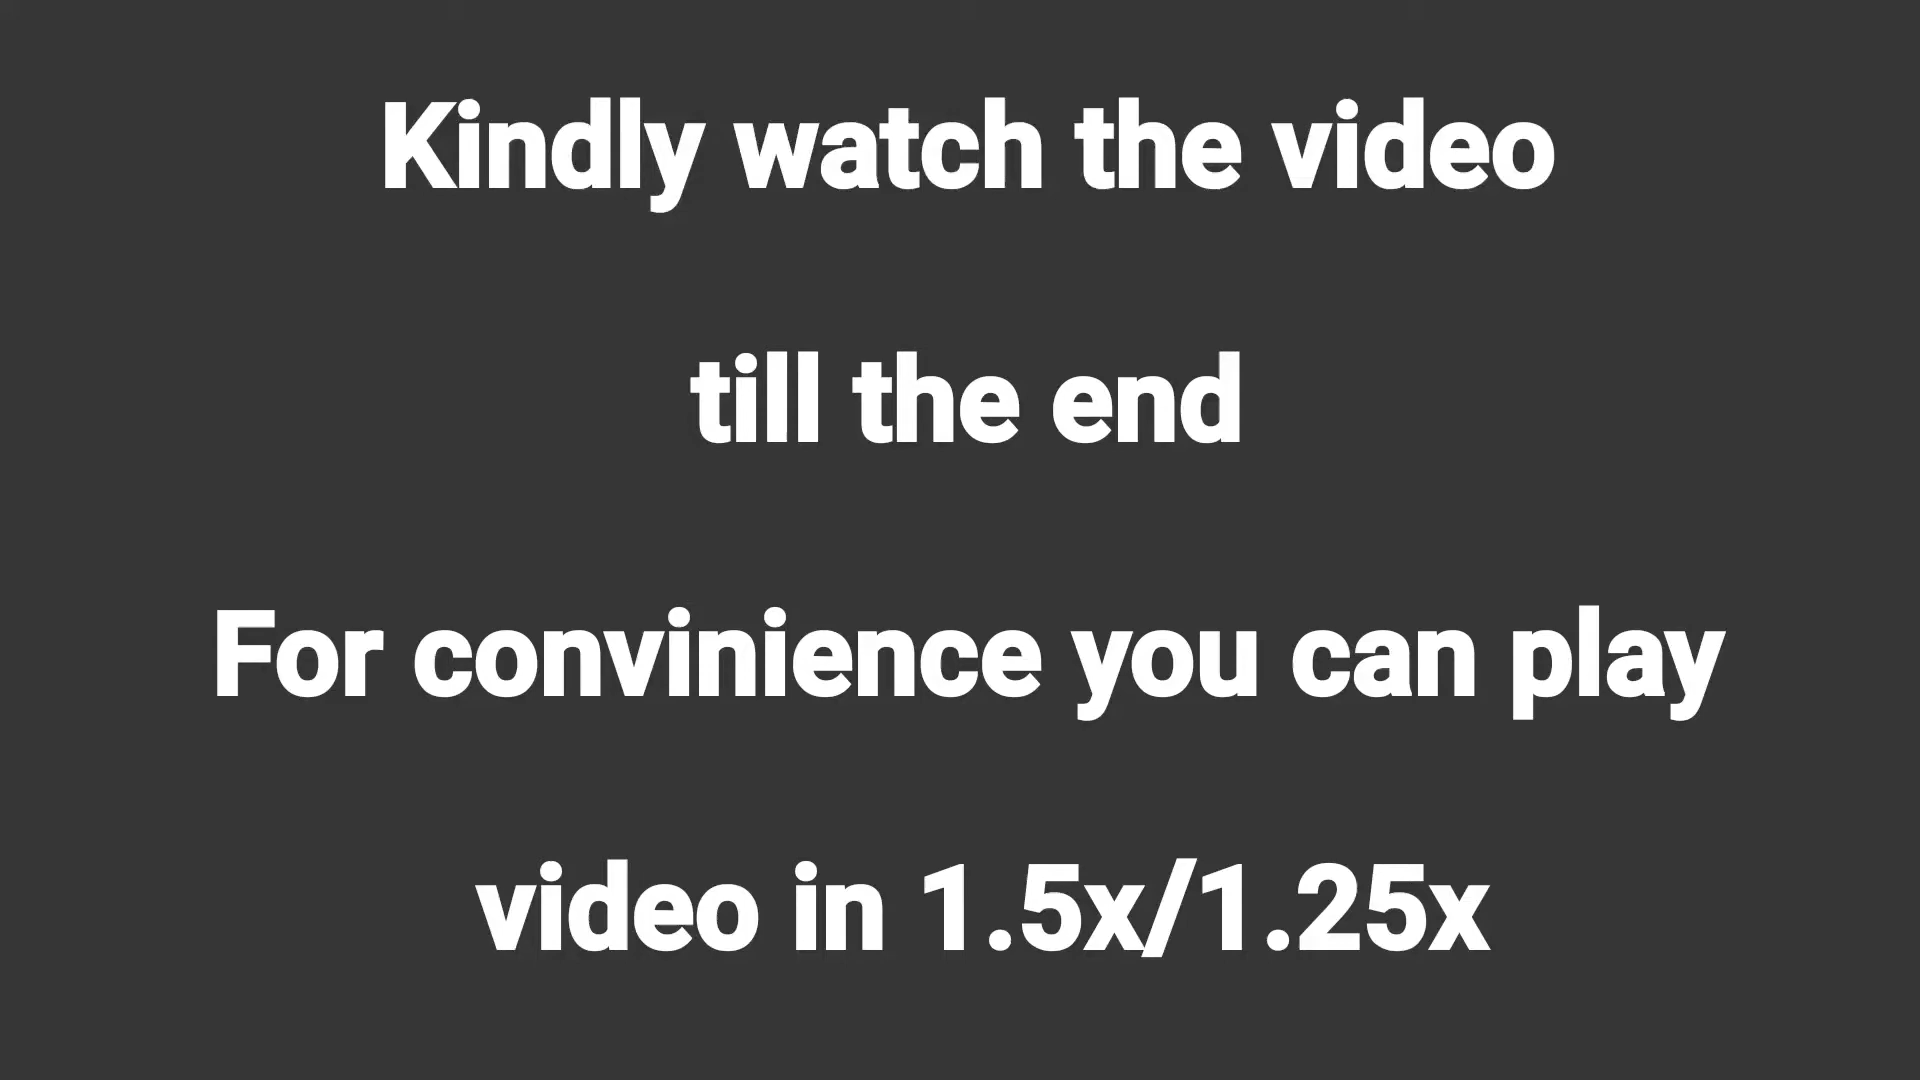 Kindly watch the video
till the end
For convinience you can play
video in 1.5x/1.25x